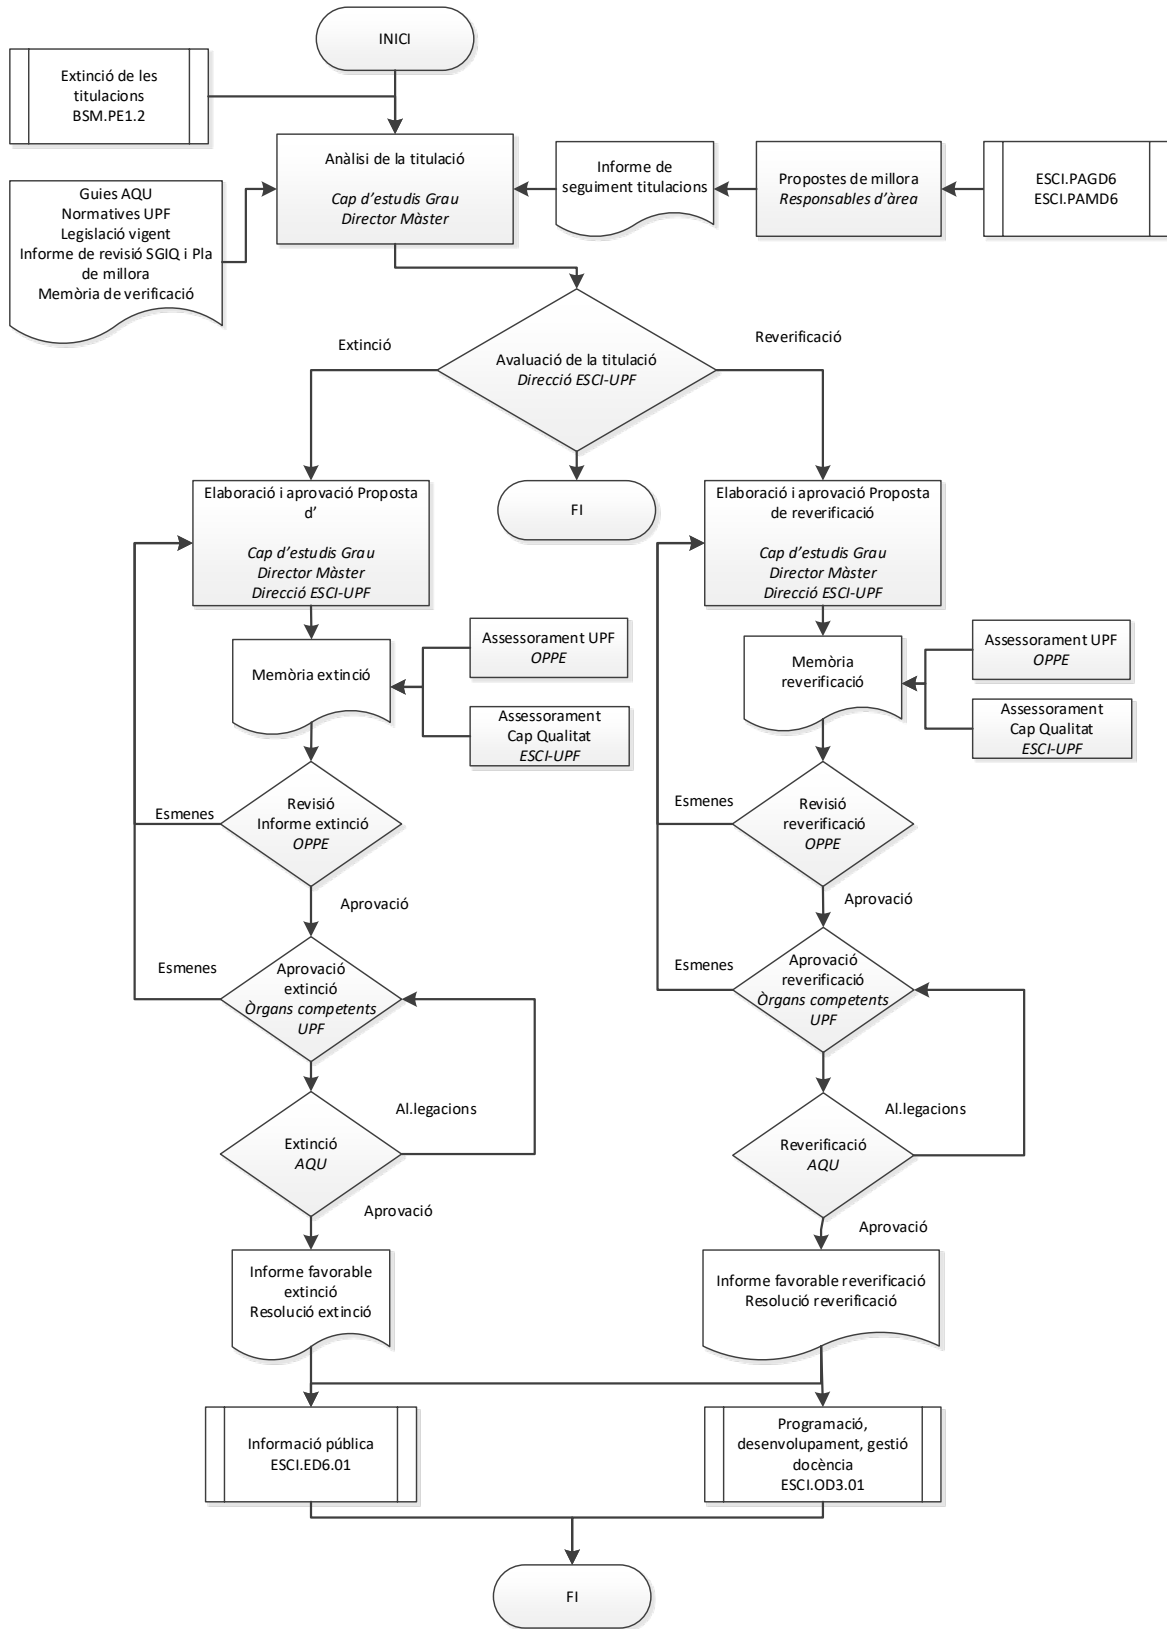 INICI
Extinció de les
titulacions
BSM.PE1.2
Anàlisi de la titulació
Cap d'estudis Grau
Director Màster
Informe de
seguiment titulacions
Propostes de millora
Responsables d'àrea
ESCI.PAGD6
ESCI.PAMD6
Guies AQU
Normatives UPF
Legislació vigent
Informe de revisió SGIQ i Pla
de millora
Memòria de verificació
Extinció
Reverificació
Avaluació de la titulació
Direcció ESCI-UPF
Elaboració i aprovació Proposta
d'
Cap d'estudis Grau
Director Màster
Direcció ESCI-UPF
FI
Elaboració i aprovació Proposta
de reverificació
Cap d'estudis Grau
Director Màster
Direcció ESCI-UPF
Memòria extinció
Assessorament UPF
OPPE
Assessorament
Cap Qualitat
ESCI-UPF
Memòria
reverificació
Assessorament UPF
OPPE
Assessorament
Cap Qualitat
ESCI-UPF
Esmenes
Revisió
Informe extinció
OPPE
Esmenes
Revisió
reverificació
OPPE
Aprovació
Aprovació
Esmenes
Aprovació
extinció
Òrgans competents
UPF
Esmenes
Aprovació
reverificació
Òrgans competents
UPF
Al.legacions
Al.legacions
Extinció
AQU
Reverificació
AQU
Aprovació
Aprovació
Informe favorable
extinció
Resolució extinció
Informe favorable reverificació
Resolució reverificació
Informació pública
ESCI.ED6.01
Programació,
desenvolupament, gestió
docència
ESCI.OD3.01
FI